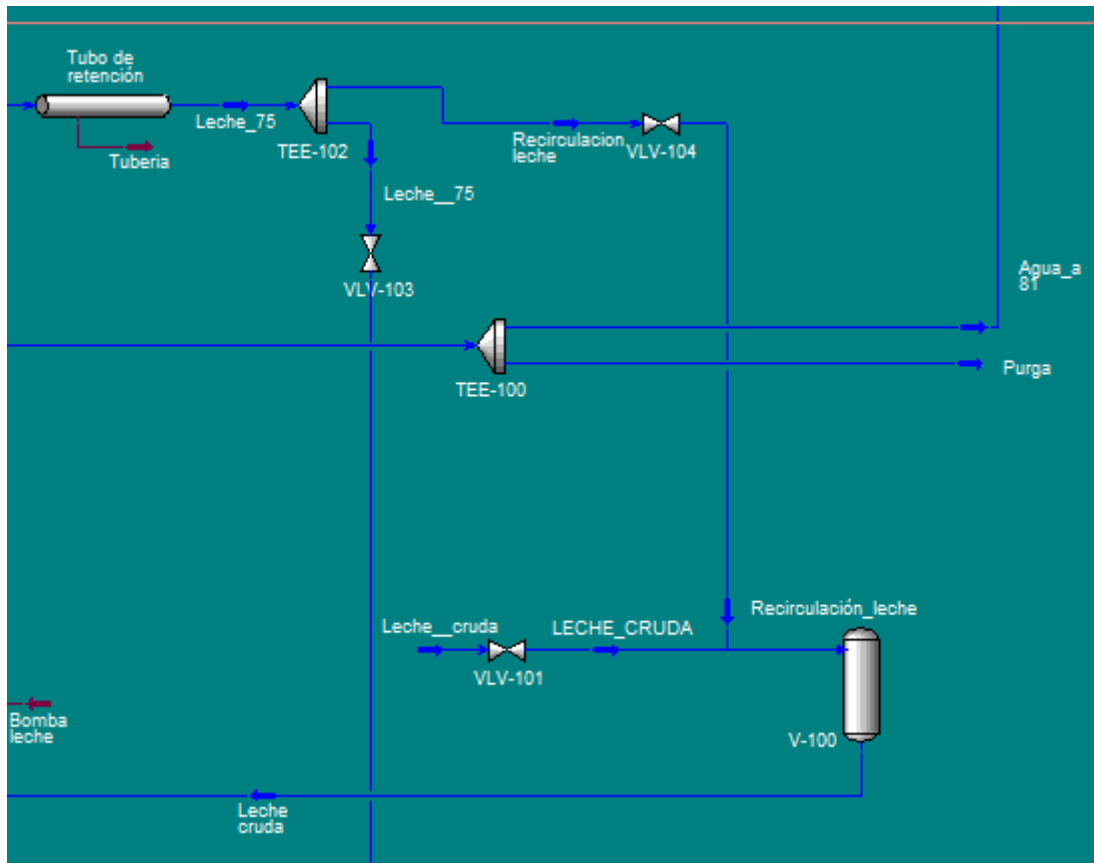 Tubo de
retención
Leche_75
TEE-102
Recirculacion
leche
VLV-104
Tuberia
Leche__75
VLV-103
Agua_a
81
TEE-100
Purga
Leche__cruda
LECHE_CRUDA
Recirculación_leche
VLV-101
Bomba
leche
V-100
Leche
cruda